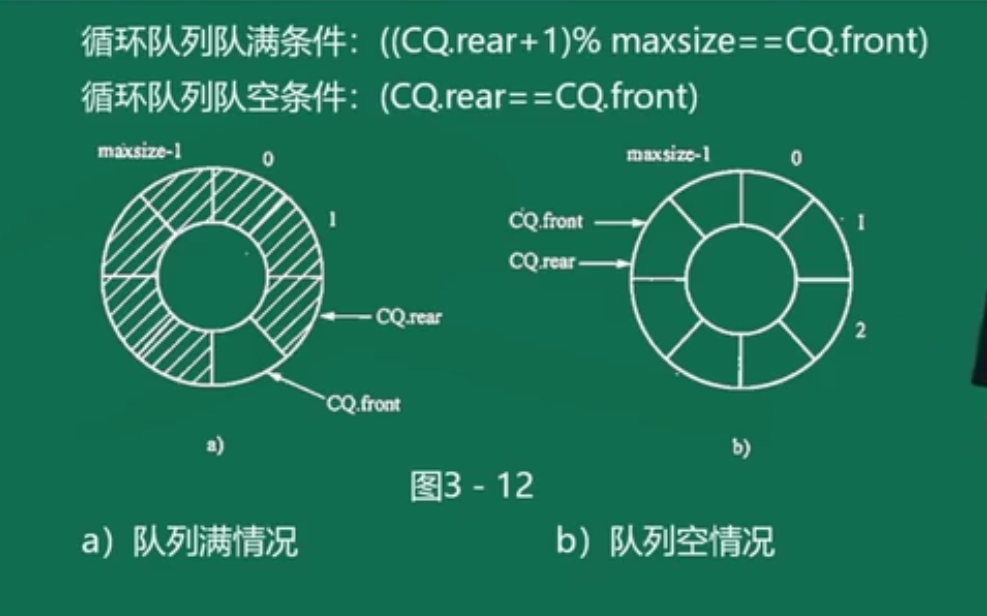 循环队列队满条件：((CQ.rear+1)% maxsize==CQ.front)
循环队列队空条件：(CQ.rear==CQ.front)
maxsize-1
0
1
CQ.rear
CQ.front
a)
maxsize-1
0
CQ.front
1
CQ.rear
2
b)
图3 - 12
a）队列满情况
b）队列空情况